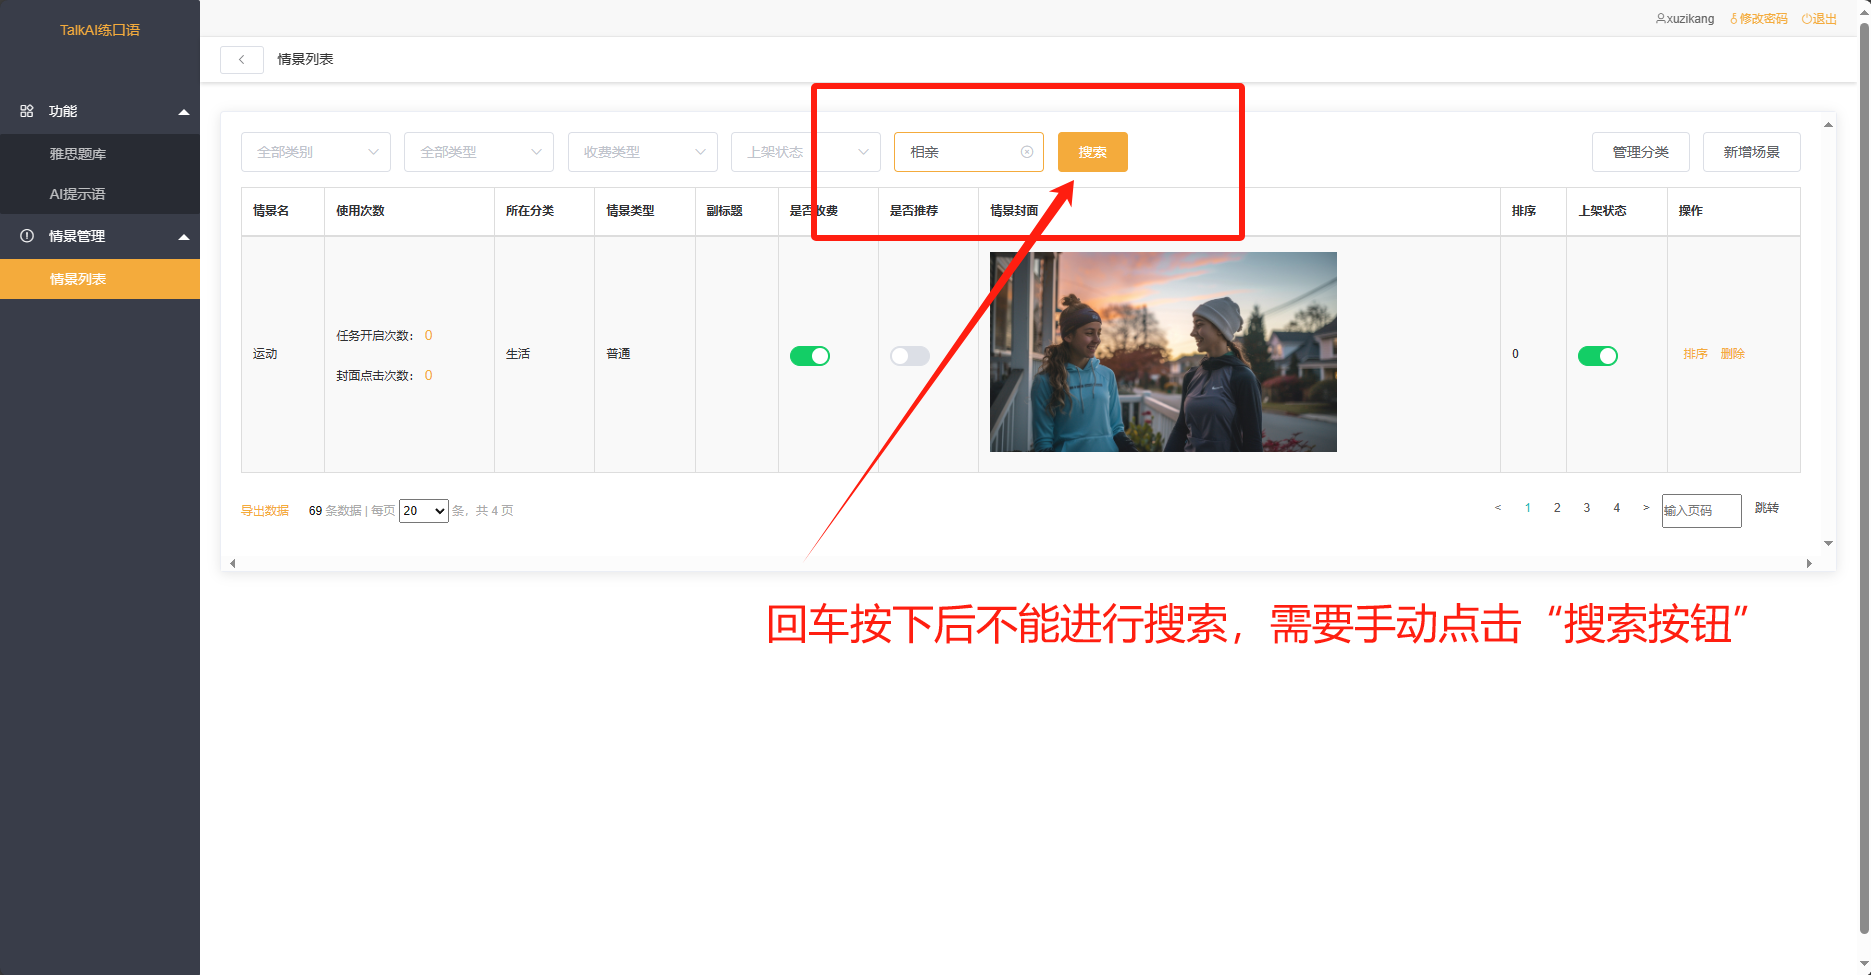 TalkAI练口语
xuzikang 修改密码 退出
情景列表
功能
雅思题库
AI提示语
情景管理
情景列表
全部类别 全部类型 收费类型 上架状态 相亲 搜索 管理分类 新增场景
情景名 使用次数 所在分类 情景类型 副标题 是否收费 是否推荐 情景封面 排序 上架状态 操作
任务开启次数： 0
运动 生活 普通 0 排序 删除
封面点击次数： 0
导出数据 69 条数据 | 每页 20 条，共 4 页 < 1 2 3 4 > 输入页码 跳转
回车按下后不能进行搜索，需要手动点击“搜索按钮”